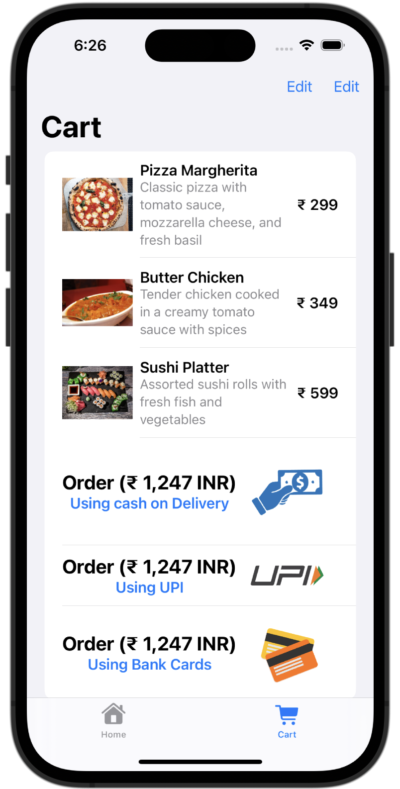 6:26
Edit Edit
Cart
Pizza Margherita
Classic pizza with
tomato sauce,
mozzarella cheese, and
fresh basil
₹ 299
Butter Chicken
Tender chicken cooked
in a creamy tomato
sauce with spices
₹ 349
Sushi Platter
Assorted sushi rolls with
fresh fish and
vegetables
₹ 599
Order (₹ 1,247 INR)
Using cash on Delivery
Order (₹ 1,247 INR)
Using UPI
UPI
Order (₹ 1,247 INR)
Using Bank Cards
Home
Cart